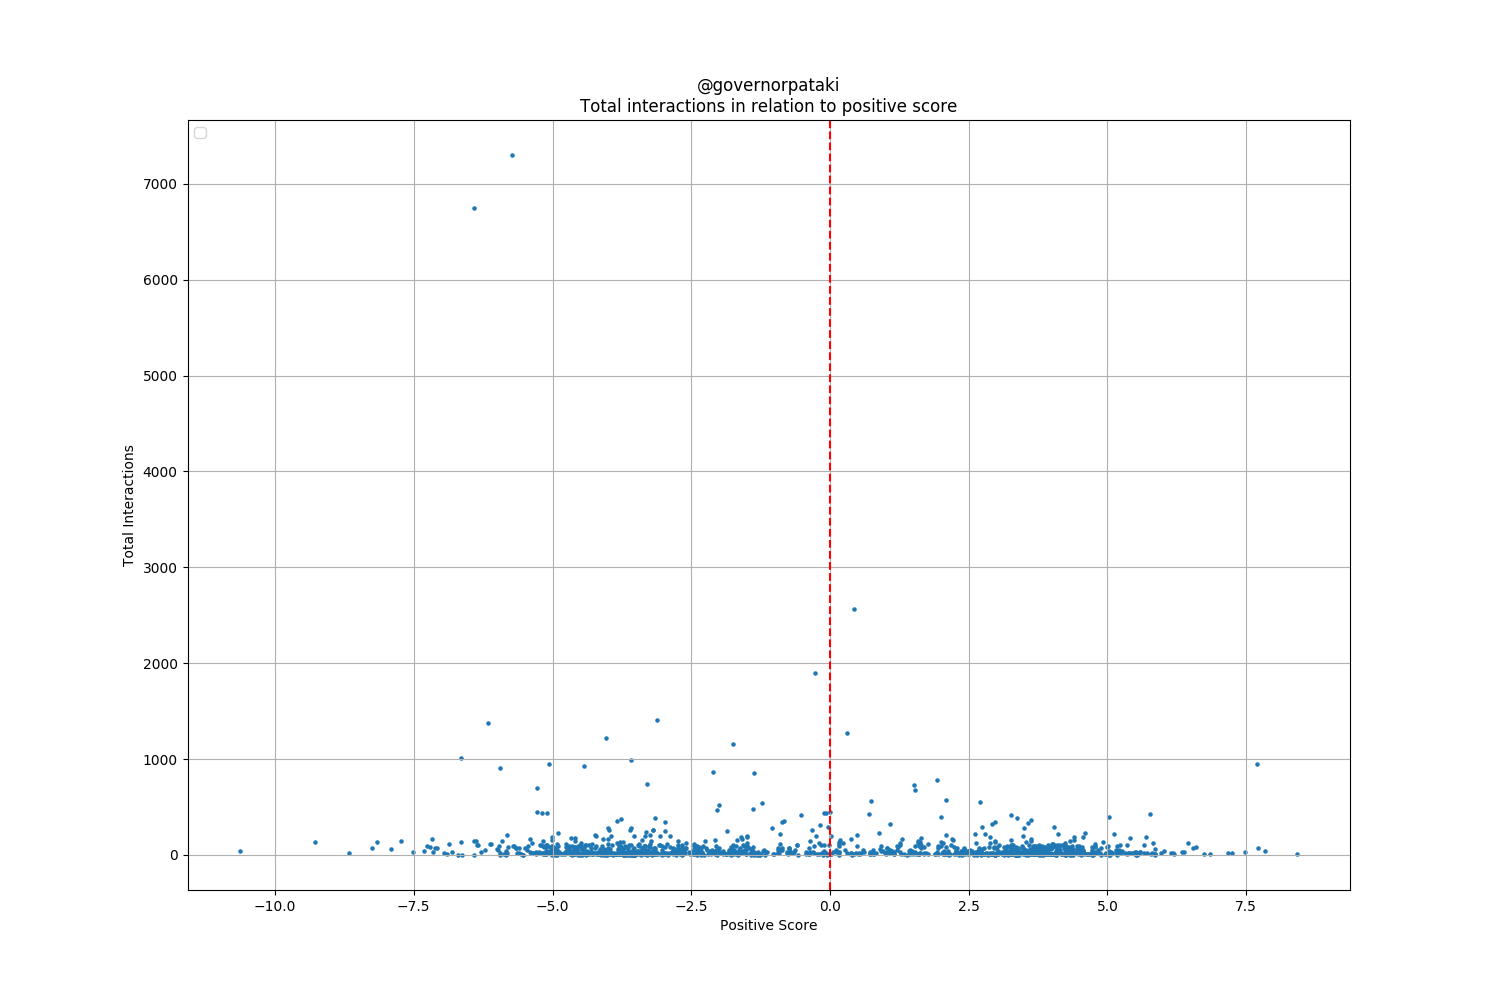 @governorpataki
Total interactions in relation to positive score
7000
6000
5000
4000
3000
2000
1000
0
Total Interactions
−10.0 −7.5 −5.0 −2.5 0.0 2.5 5.0 7.5
Positive Score